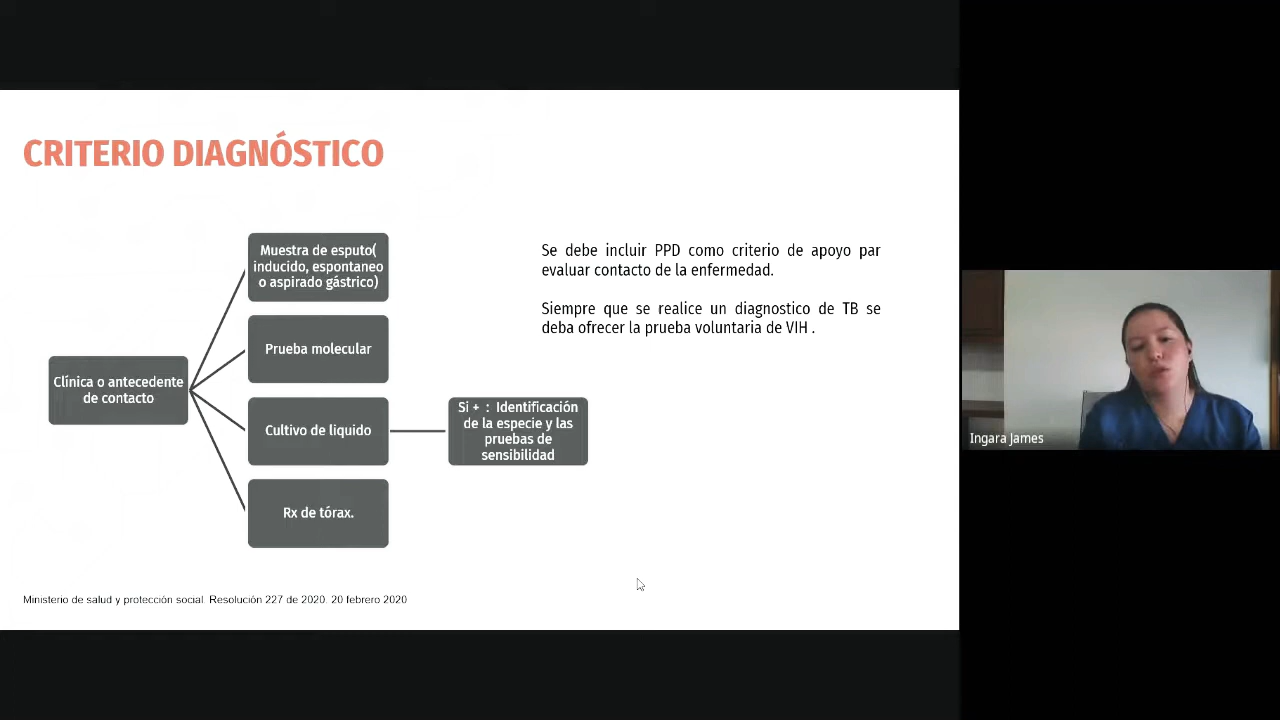 CRITERIO DIAGNÓSTICO
Muestra de esputo(
inducido, espontaneo
o aspirado gástrico)
Prueba molecular
Clínica o antecedente
de contacto
Cultivo de liquido
Si + : Identificación
de la especie y las
pruebas de
sensibilidad
Rx de tórax.
Se debe incluir PPD como criterio de apoyo par
evaluar contacto de la enfermedad.
Siempre que se realice un diagnostico de TB se
deba ofrecer la prueba voluntaria de VIH .
Ministerio de salud y protección social. Resolución 227 de 2020. 20 febrero 2020
Ingara James